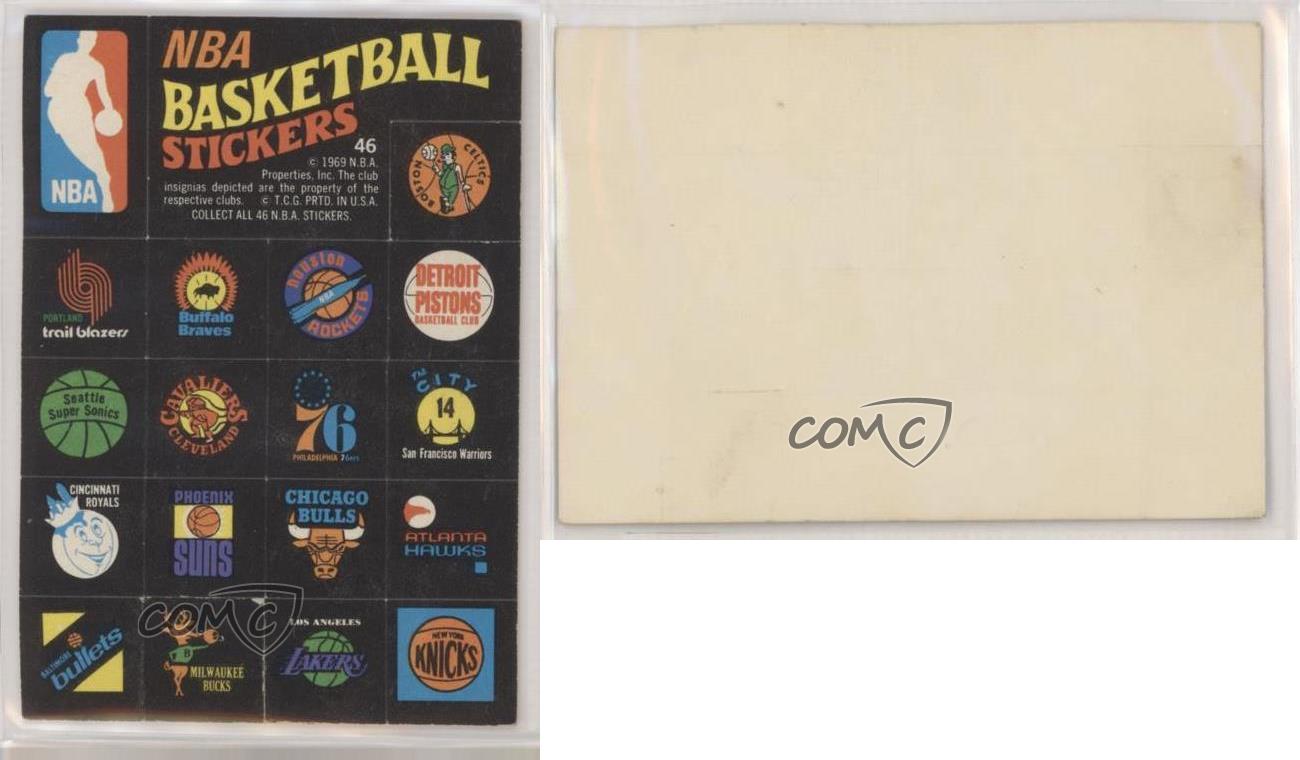 NBA
BASKETBALL
STICKERS
46
© 1969 N.B.A.
Properties, Inc. The club
insignias depicted are the property of the
respective clubs. © T.C.G. PRTD. IN U.S.A.
COLLECT ALL 46 N.B.A. STICKERS.
NBA
BOSTON CELTICS
PORTLAND
trail blazers
Buffalo
Braves
houston
NBA
ROCKETS
DETROIT
PISTONS
BASKETBALL CLUB
Seattle
Super Sonics
CAVALIERS
CLEVELAND
76
PHILADELPHIA 76ers
The
CITY
14
San Francisco Warriors
CINCINNATI
ROYALS
PHOENIX
SUNS
CHICAGO
BULLS
ATLANTA
HAWKS
BALTIMORE
bullets
B
MILWAUKEE
BUCKS
LOS ANGELES
LAKERS
NEW YORK
KNICKS
COMC
COMC